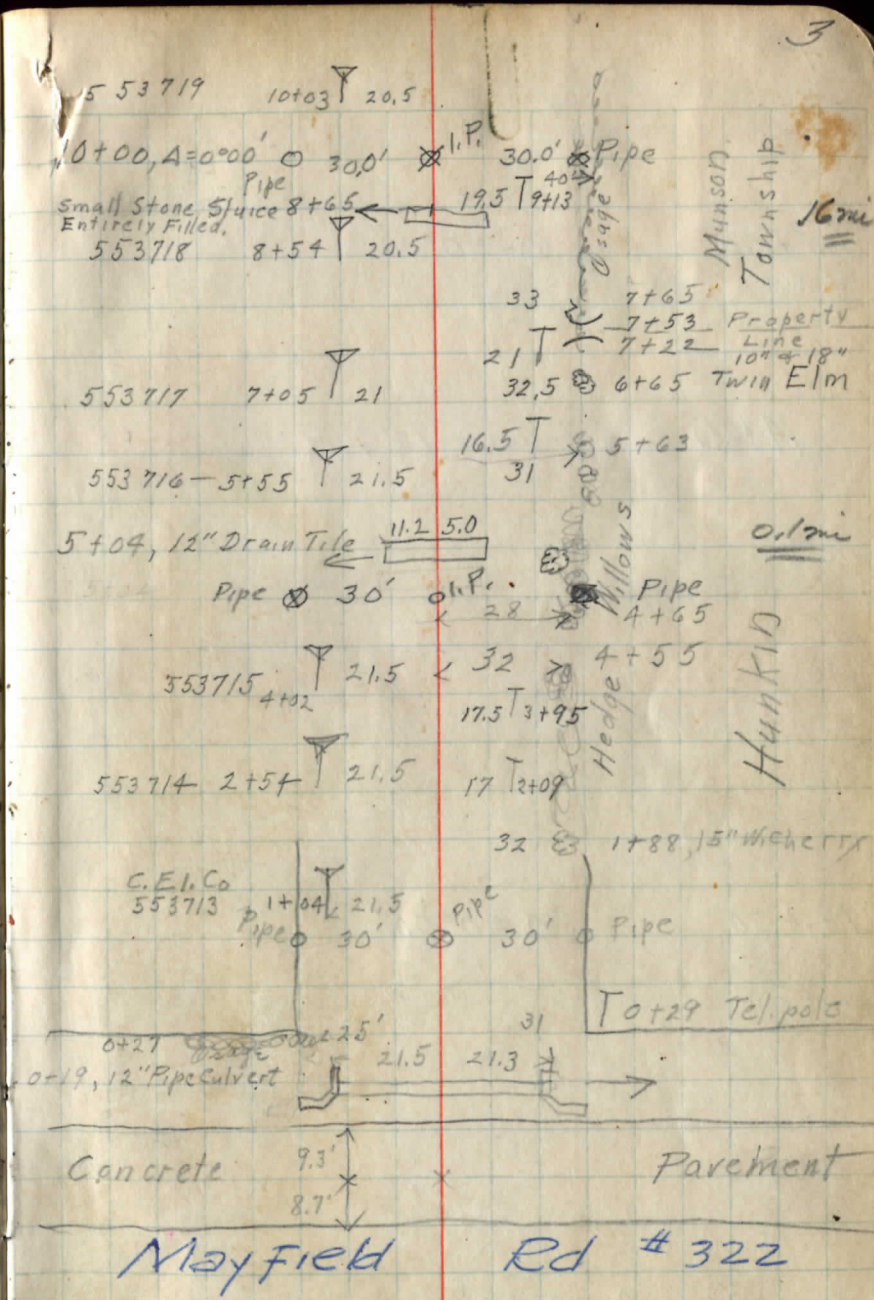 3
553719 10+03 20.5
10+00, Δ=0°00' 30.0' I.P. 30.0' Pipe
Pipe 40'
Small Stone Sluice 8+65 19.5 9+13
Entirely Filled.
553718 8+54 20.5
Osage
Munson
Township
16 mi
33 7+65
7+53 Property
21 7+22 Line
10" & 18"
553717 7+05 21 32.5 6+65 Twin Elm
16.5 5+63
31
553716 — 5+55 21.5
11.2 5.0
5+04, 12" Drain Tile
0.1 mi
Pipe 30' I.P. Pipe
28 4+65
Willows
32 4+55
553715 4+02 21.5
17.5 3+95
Hedge
Hunkin
553714 2+54 21.5 17 2+09
32 1+88, 15" W. Cherry
C.E.I. Co
553713 1+04 21.5
Pipe 30' Pipe 30' Pipe
31 0+29 Tel. pole
0+27 Osage 25'
21.5 21.3
0+19, 12" Pipe Culvert
Concrete 9.3' Pavement
8.7'
Mayfield Rd #322